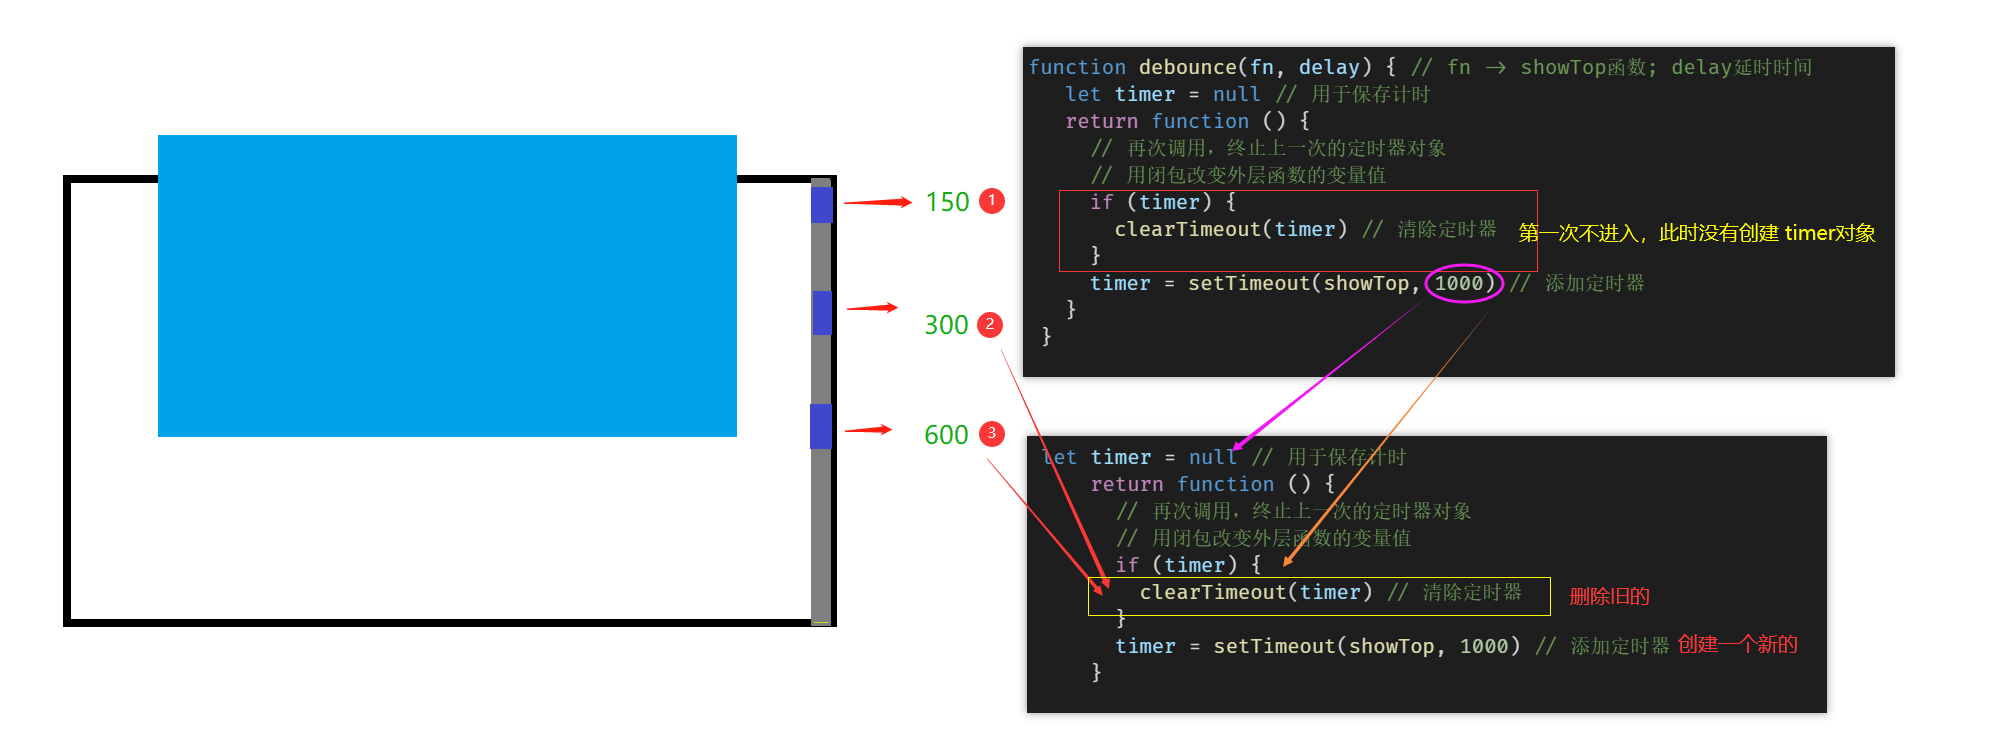 150 1
300 2
600 3
function debounce(fn, delay) { // fn -> showTop函数; delay延时时间
let timer = null // 用于保存计时
return function () {
// 再次调用，终止上一次的定时器对象
// 用闭包改变外层函数的变量值
if (timer) {
clearTimeout(timer) // 清除定时器
}
第一次不进入，此时没有创建 timer对象
timer = setTimeout(showTop, 1000) // 添加定时器
}
}
let timer = null // 用于保存计时
return function () {
// 再次调用，终止上一次的定时器对象
// 用闭包改变外层函数的变量值
if (timer) {
clearTimeout(timer) // 清除定时器
删除旧的
}
timer = setTimeout(showTop, 1000) // 添加定时器 创建一个新的
}